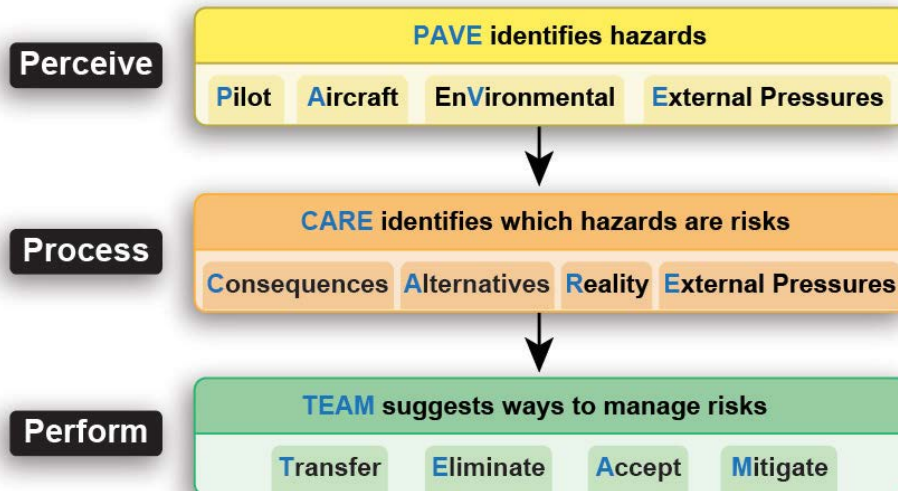 Perceive
PAVE identifies hazards
Pilot Aircraft EnVironmental External Pressures
Process
CARE identifies which hazards are risks
Consequences Alternatives Reality External Pressures
Perform
TEAM suggests ways to manage risks
Transfer Eliminate Accept Mitigate